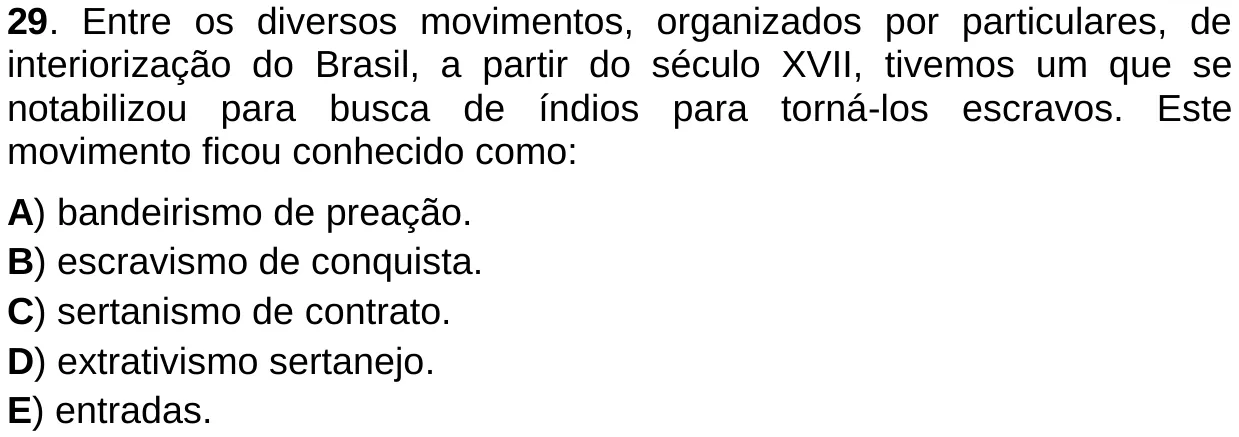 29. Entre os diversos movimentos, organizados por particulares, de
interiorização do Brasil, a partir do século XVII, tivemos um que se
notabilizou para busca de índios para torná-los escravos. Este
movimento ficou conhecido como:
A) bandeirismo de preação.
B) escravismo de conquista.
C) sertanismo de contrato.
D) extrativismo sertanejo.
E) entradas.